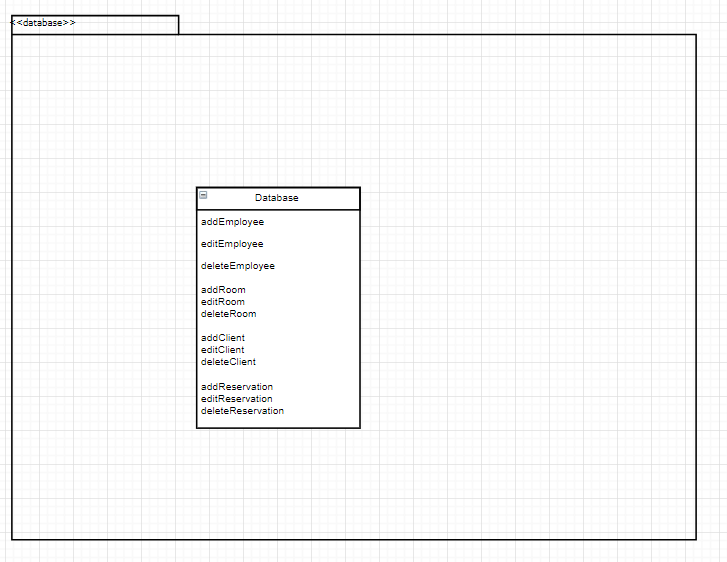 <<database>>
Database
addEmployee
editEmployee
deleteEmployee
addRoom
editRoom
deleteRoom
addClient
editClient
deleteClient
addReservation
editReservation
deleteReservation